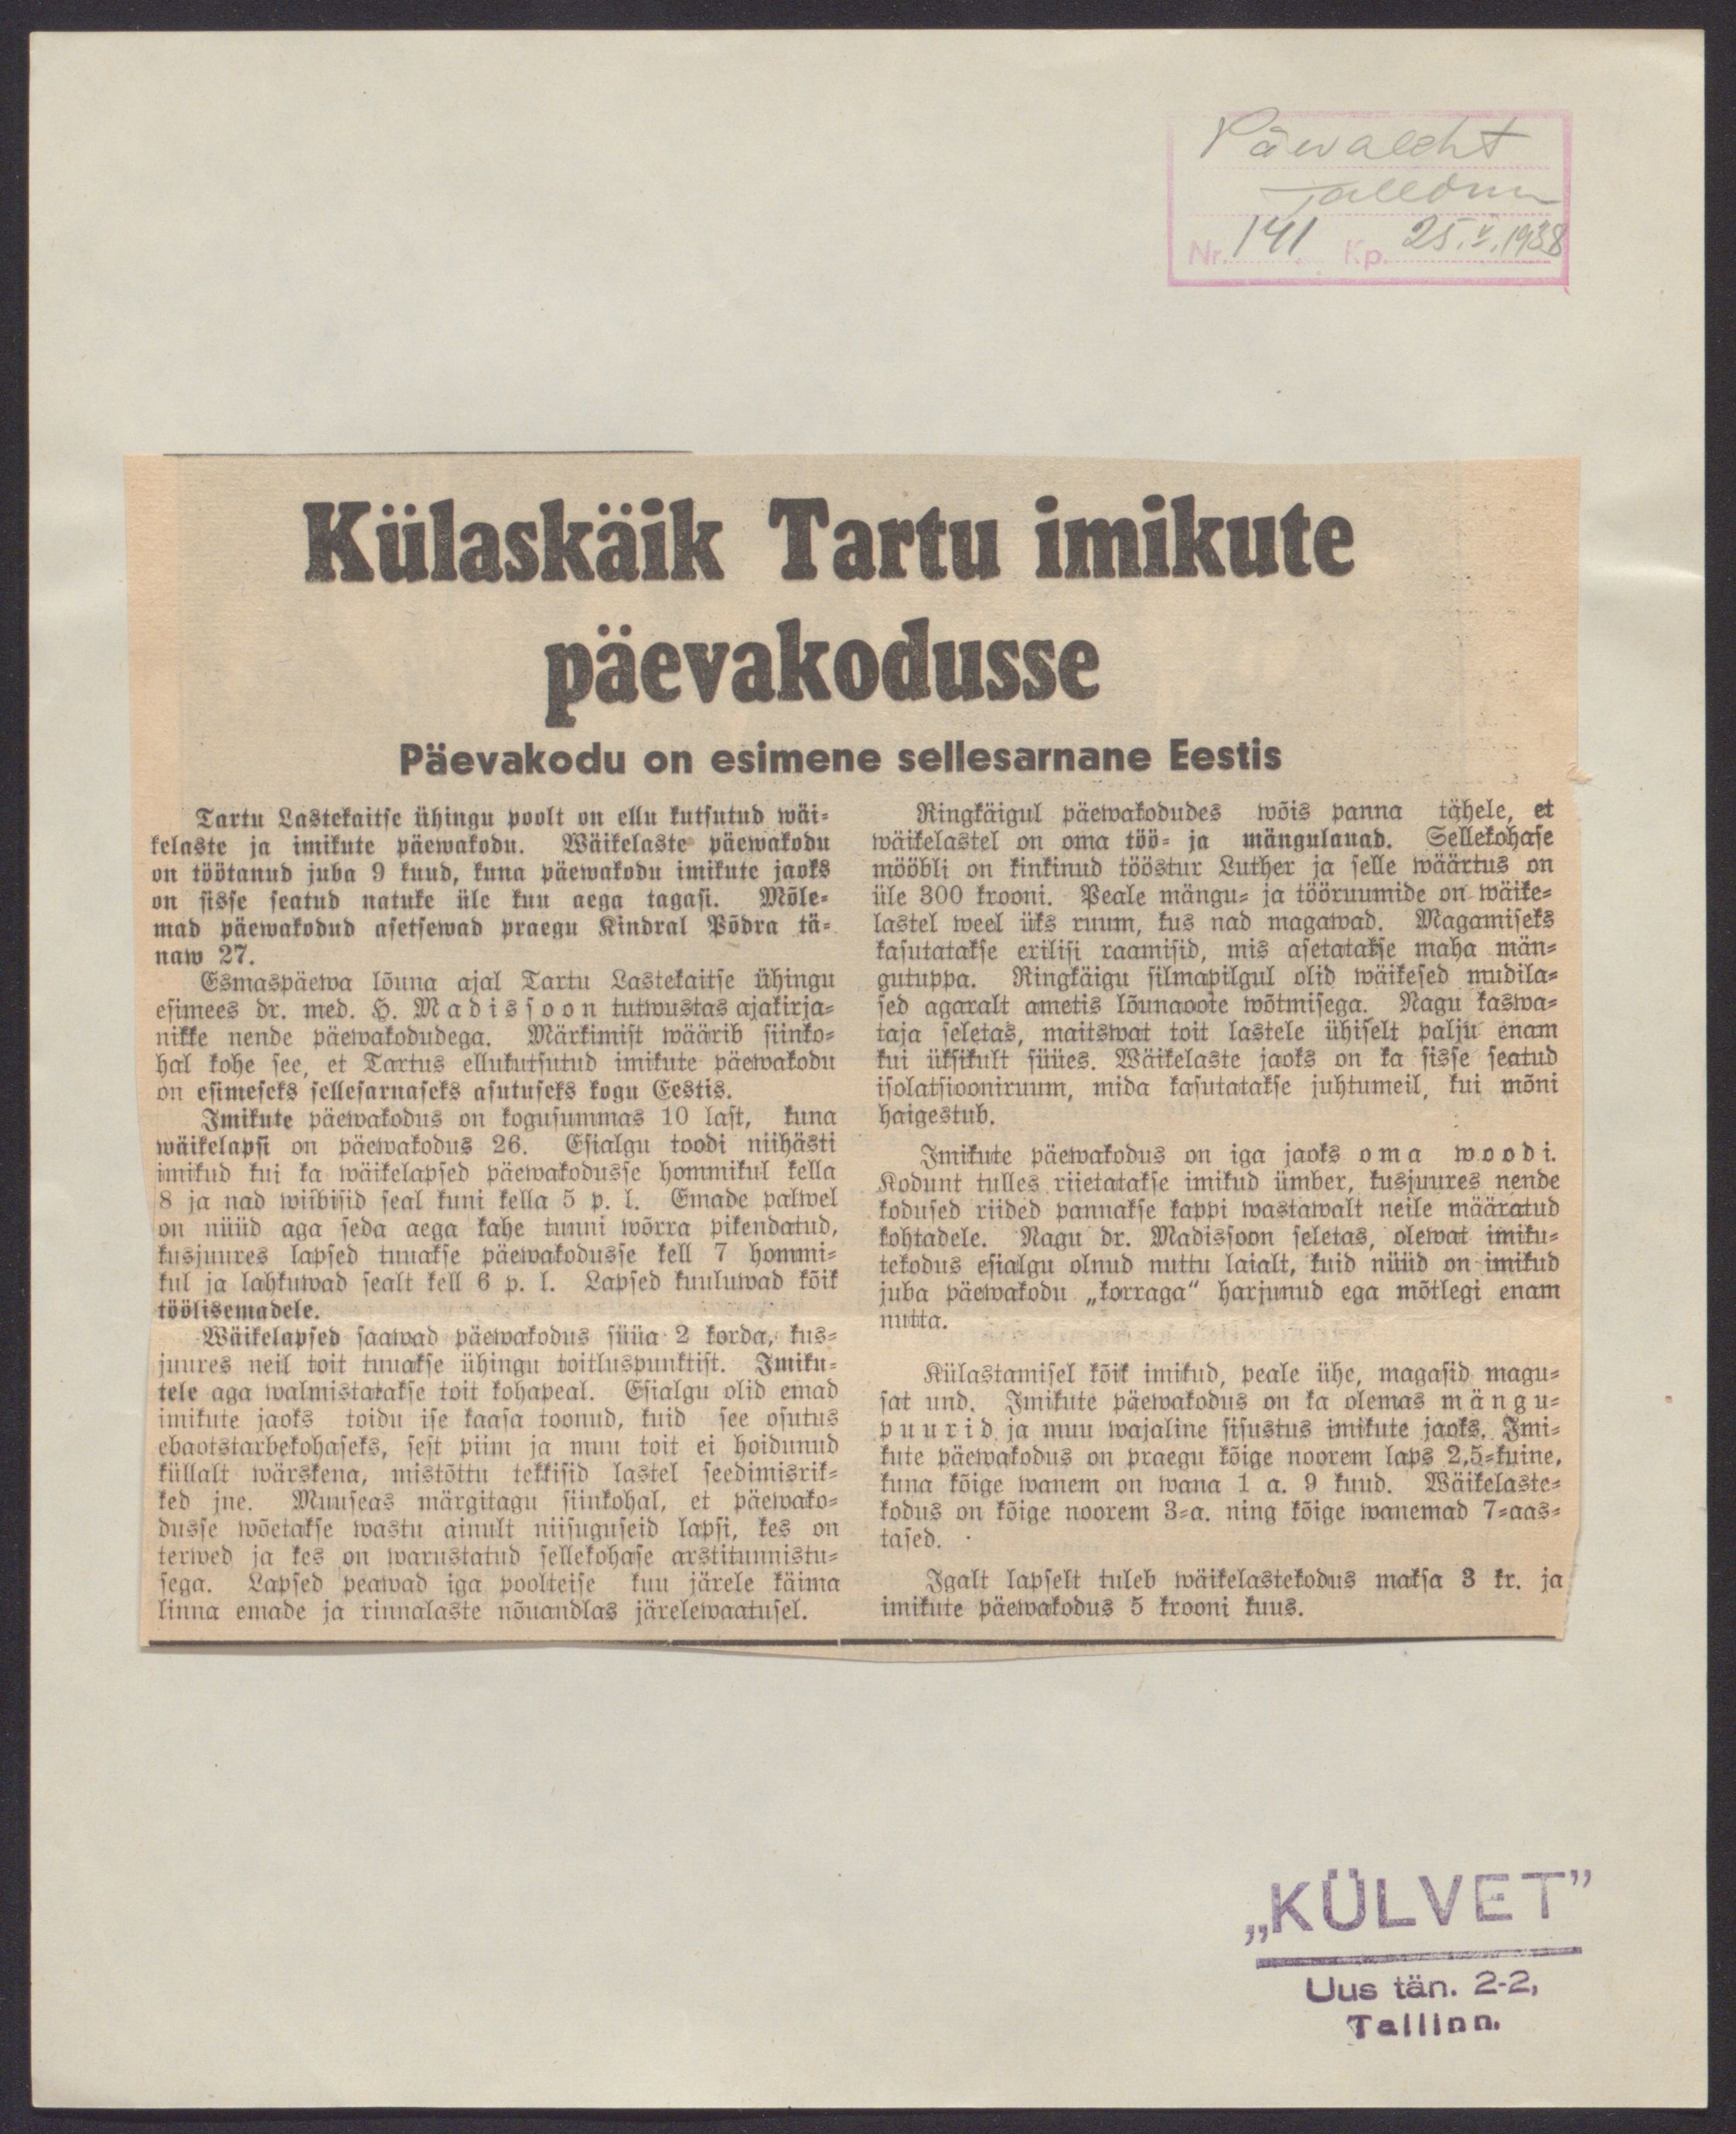 Päwaleht
Tallinn
Nr. 141 Kp. 25.V.1938
Külaskäik Tartu imikute
päevakodusse
Päevakodu on esimene sellesarnane Eestis
Tartu Lastekaitse ühingu poolt on ellu kutsutud wäi-
kelaste ja imikute päewakodu. Wäikelaste päewakodu
on töötanud juba 9 kuud, kuna päewakodu imikute jaoks
on sisse seatud natuke üle kuu aega tagasi. Mõle-
mad päewakodud asetsewad praegu Kindral Põdra tä-
naw 27.
Esmaspäewa lõuna ajal Tartu Lastekaitse ühingu
esimees dr. med. H. Madissoon tutwustas ajakirja-
nikke nende päewakodudega. Märkimist wäärib siinko-
hal kohe see, et Tartus ellukutsutud imikute päewakodu
on esimeseks sellesarnaseks asutuseks kogu Eestis.
Imikute päewakodus on kogusummas 10 last, kuna
wäikelapsi on päewakodus 26. Esialgu toodi niihästi
imikud kui ka wäikelapsed päewakodusse hommikul kella
8 ja nad wiibisid seal kuni kella 5 p. l. Emade palwel
on nüüd aga seda aega kahe tunni wõrra pikendatud,
kusjuures lapsed tuuakse päewakodusse kell 7 hommi-
kul ja lahkuwad sealt kell 6 p. l. Lapsed kuuluwad kõik
töölisemadele.
Wäikelapsed saawad päewakodus süüa 2 korda, kus-
juures neil toit tuuakse ühingu toitluspunktist. Imiku-
tele aga walmistatakse toit kohapeal. Esialgu olid emad
imikute jaoks toidu ise kaasa toonud, kuid see osutus
ebaotstarbekohaseks, sest piim ja muu toit ei hoidunud
küllalt wärskena, mistõttu tekkisid lastel seedimisrik-
ked jne. Muuseas märgitagu siinkohal, et päewako-
dusse wõetakse wastu ainult niisuguseid lapsi, kes on
terwed ja kes on warustatud sellekohase arstitunnistu-
sega. Lapsed peawad iga poolteise kuu järele käima
linna emade ja rinnalaste nõuandlas järelewaatusel.
Ringkäigul päewakodudes wõis panna tähele, et
wäikelastel on oma töö- ja mängulauad. Sellekohase
mööbli on kinkinud tööstur Luther ja selle wäärtus on
üle 300 krooni. Peale mängu- ja tööruumide on wäike-
lastel weel üks ruum, kus nad magawad. Magamiseks
kasutatakse erilisi raamisid, mis asetatakse maha män-
gutuppa. Ringkäigu silmapilgul olid wäikesed mudila-
sed agaralt ametis lõunaoote wõtmisega. Nagu kaswa-
taja seletas, maitswat toit lastele ühiselt palju enam
kui üksikult süües. Wäikelaste jaoks on ka sisse seatud
isolatsiooniruum, mida kasutatakse juhtumeil, kui mõni
haigestub.
Imikute päewakodus on iga jaoks oma woodi.
Kodunt tulles riietatakse imikud ümber, kusjuures nende
kodused riided pannakse kappi wastawalt neile määratud
kohtadele. Nagu dr. Madissoon seletas, olewat imiku-
tekodus esialgu olnud nuttu laialt, kuid nüüd on imikud
juba päewakodu „korraga“ harjunud ega mõtlegi enam
nutta.
Külastamisel kõik imikud, peale ühe, magasid magu-
sat und. Imikute päewakodus on ka olemas mängu-
puurid ja muu wajaline sisustus imikute jaoks. Imi-
kute päewakodus on praegu kõige noorem laps 2,5-kuine,
kuna kõige wanem on wana 1 a. 9 kuud. Wäikelaste-
kodus on kõige noorem 3-a. ning kõige wanemad 7-aas-
tased.
Igalt lapselt tuleb wäikelastekodus maksa 3 kr. ja
imikute päewakodus 5 krooni kuus.
„KÜLVET”
Uus tän. 2-2,
Tallinn.